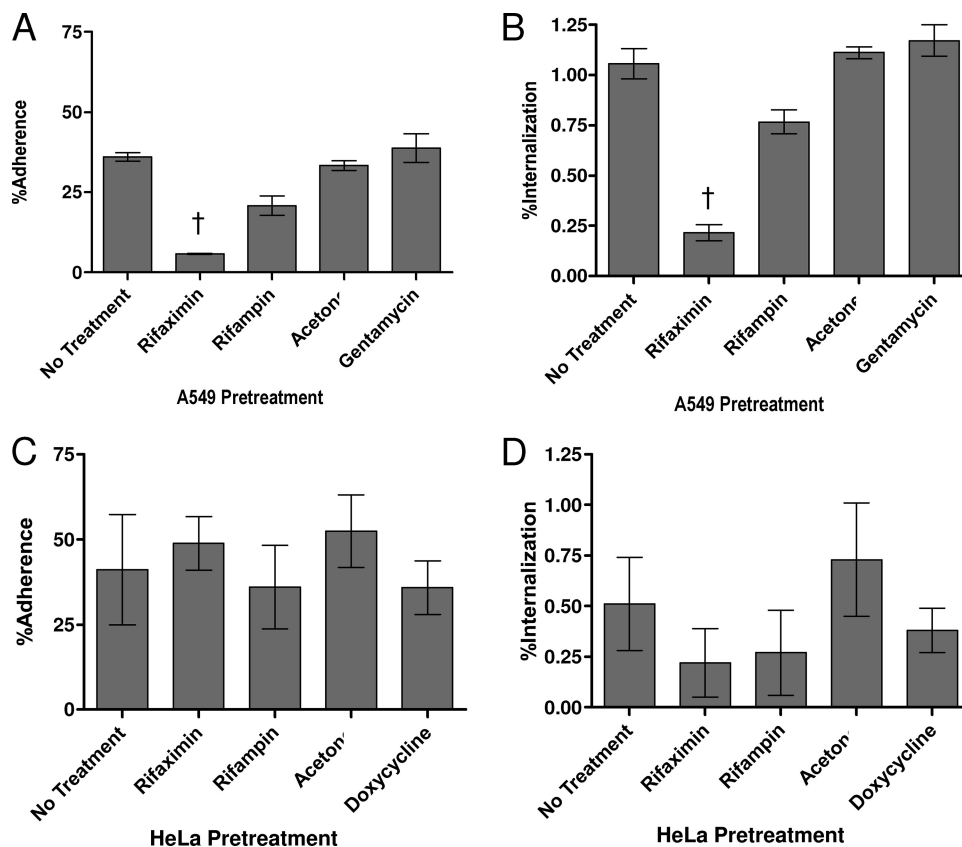 A
%Adherence
75
50
25
0
†
No Treatment
Rifaximin
Rifampin
Gentamycin
A549 Pretreatment
B
%Internalization
1.25
1.00
0.75
0.50
0.25
0.00
†
No Treatment
Rifaximin
Rifampin
Gentamycin
A549 Pretreatment
C
%Adherence
75
50
25
0
No Treatment
Rifaximin
Rifampin
Doxycycline
HeLa Pretreatment
D
%Internalization
1.25
1.00
0.75
0.50
0.25
0.00
No Treatment
Rifaximin
Rifampin
Doxycycline
HeLa Pretreatment